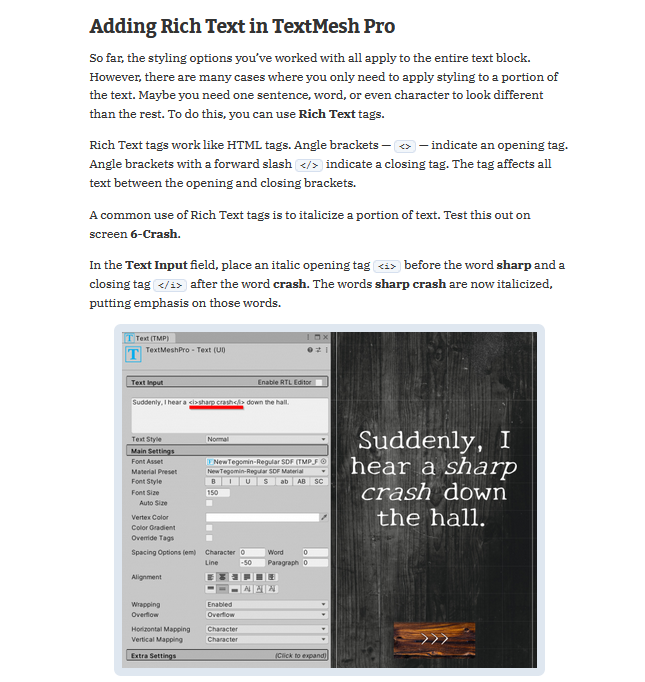 Adding Rich Text in TextMesh Pro
So far, the styling options you’ve worked with all apply to the entire text block.
However, there are many cases where you only need to apply styling to a portion of
the text. Maybe you need one sentence, word, or even character to look different
than the rest. To do this, you can use Rich Text tags.
Rich Text tags work like HTML tags. Angle brackets — <> — indicate an opening tag.
Angle brackets with a forward slash </> indicate a closing tag. The tag affects all
text between the opening and closing brackets.
A common use of Rich Text tags is to italicize a portion of text. Test this out on
screen 6-Crash.
In the Text Input field, place an italic opening tag <i> before the word sharp and a
closing tag </i> after the word crash. The words sharp crash are now italicized,
putting emphasis on those words.
Text (TMP)
TextMeshPro - Text (UI)
Text Input Enable RTL Editor
Suddenly, I hear a <i>sharp crash</i> down the hall.
Text Style Normal
Main Settings
Font Asset NewTegomin-Regular SDF (TMP_F
Material Preset NewTegomin-Regular SDF Material
Font Style B I U S ab AB SC
Font Size 150
Auto Size
Vertex Color
Color Gradient
Override Tags
Spacing Options (em) Character 0 Word 0
Line -50 Paragraph 0
Alignment
Wrapping Enabled
Overflow Overflow
Horizontal Mapping Character
Vertical Mapping Character
Extra Settings (Click to expand)
Suddenly, I
hear a sharp
crash down
the hall.
>>>